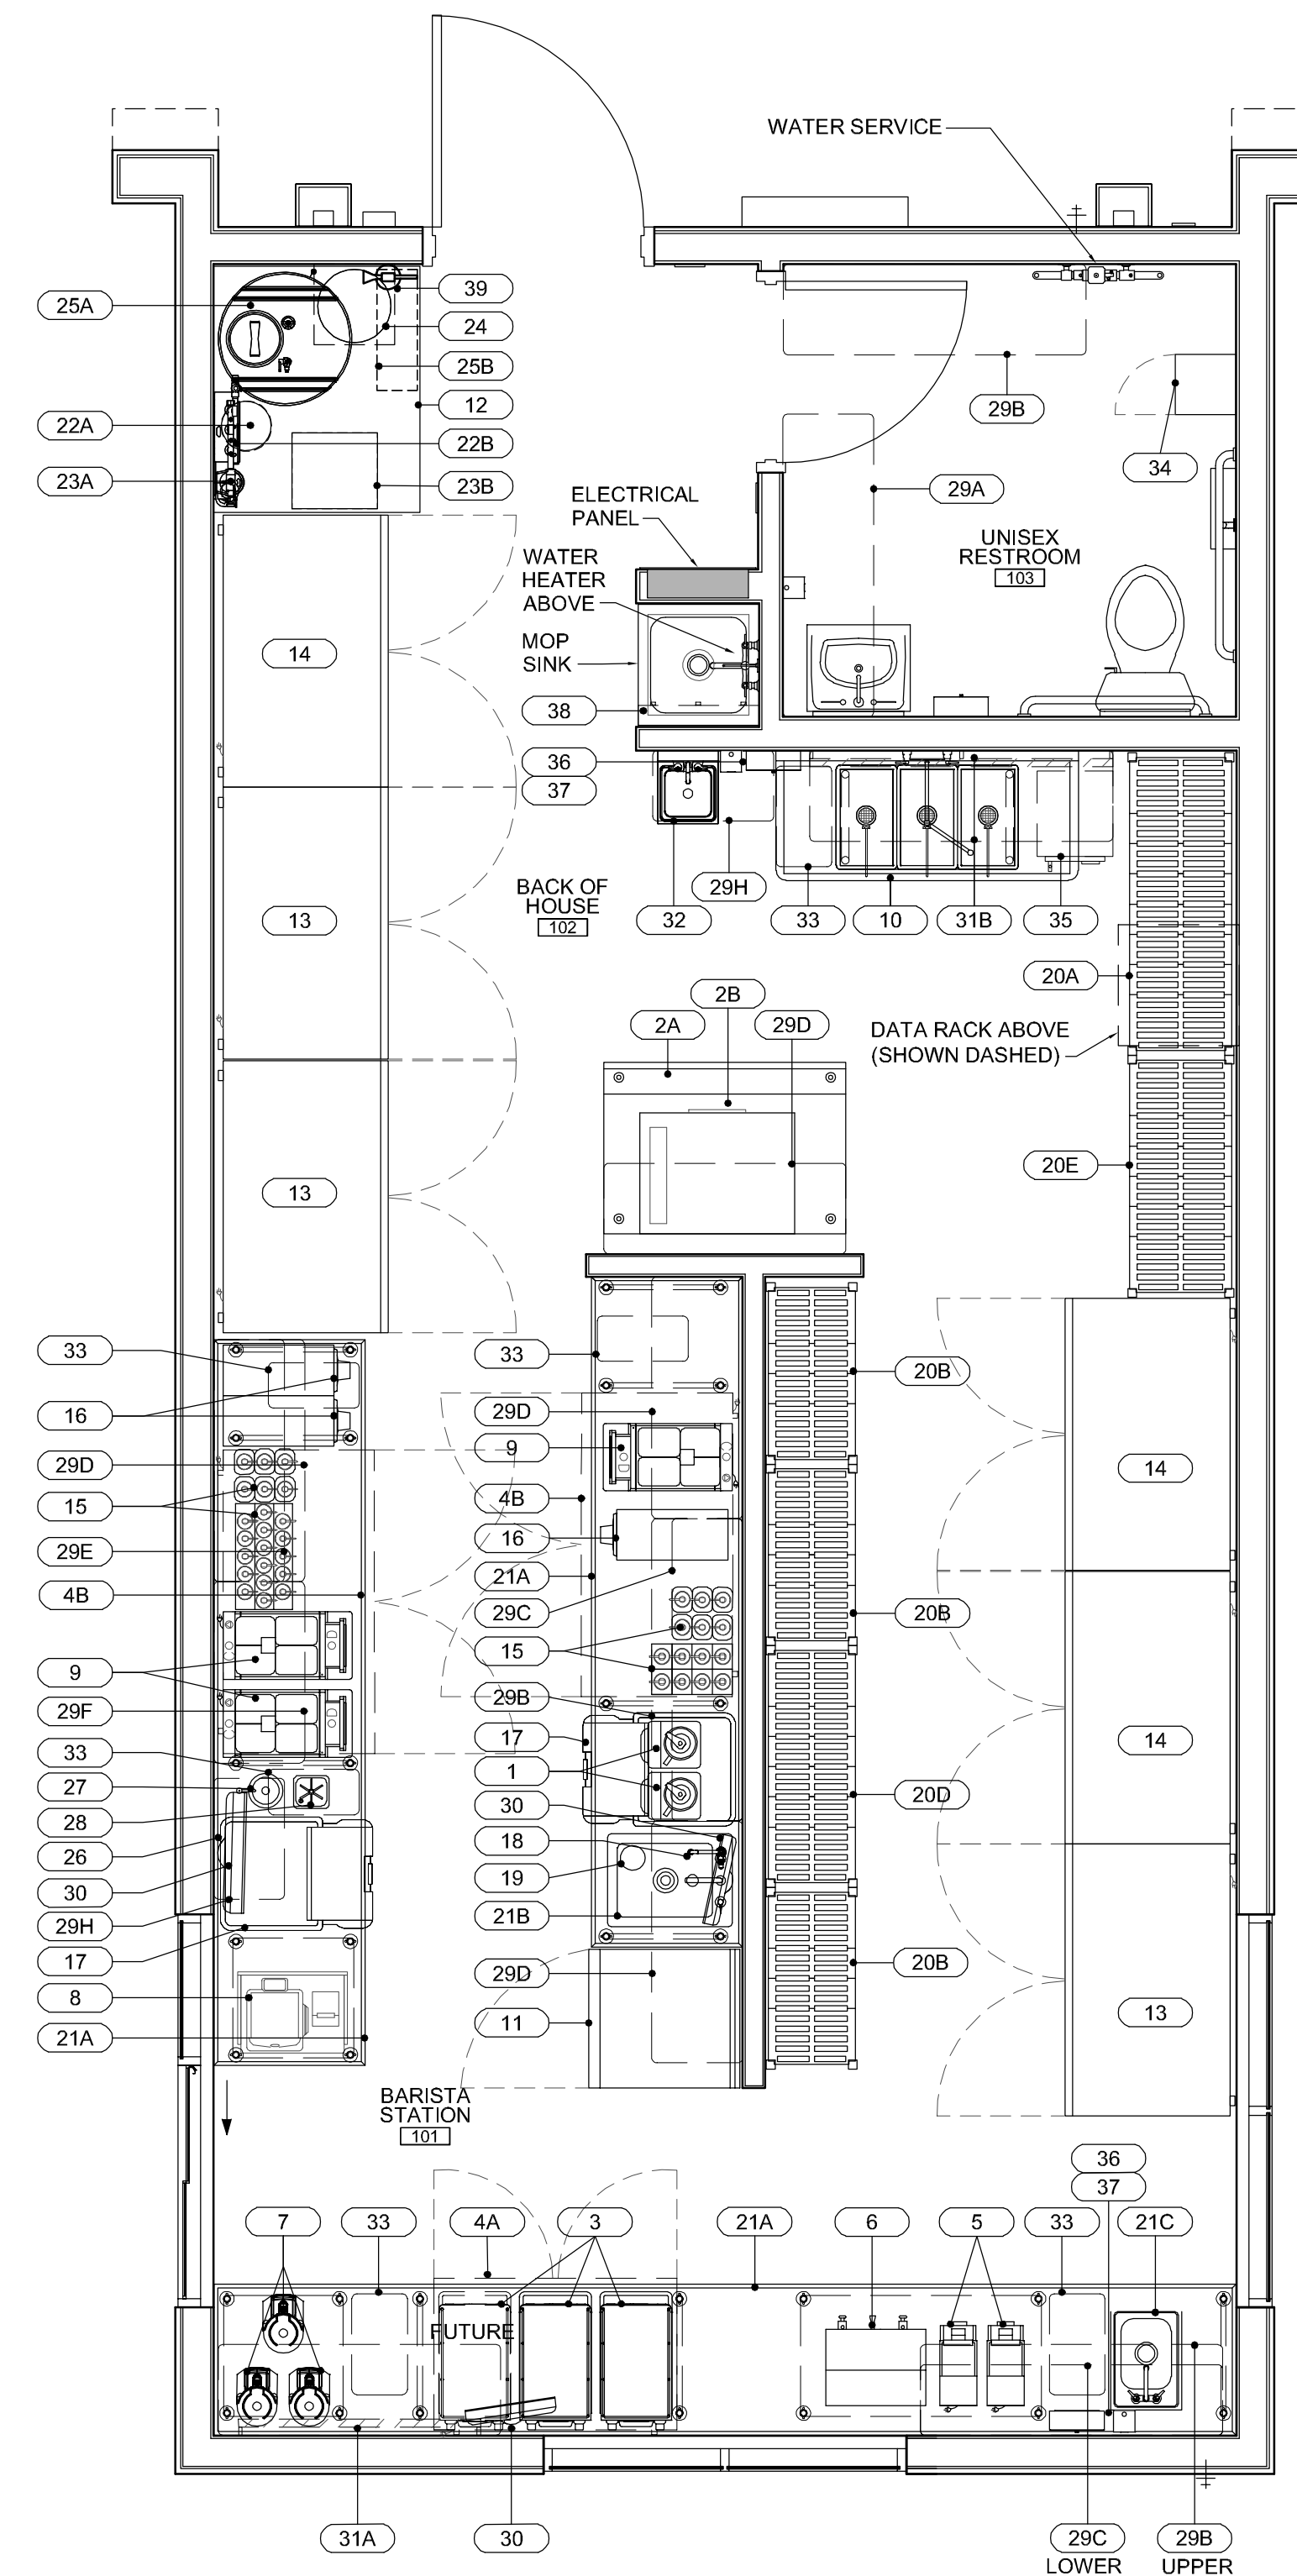 WATER SERVICE
39
25A
24
25B
12
29B
22A
22B
34
23A
23B
29A
ELECTRICAL
PANEL
UNISEX
RESTROOM
103
WATER
HEATER
ABOVE
MOP
SINK
14
38
36
37
BACK OF
HOUSE
102
29H
32
33
10
31B
35
13
20A
2B
2A
29D
DATA RACK ABOVE
(SHOWN DASHED)
20E
13
33
33
20B
16
29D
29D
9
14
15
4B
16
29E
21A
4B
29C
20B
15
9
29B
29F
17
14
33
1
27
30
20D
28
18
26
19
30
21B
29H
17
29D
20B
8
11
13
21A
BARISTA
STATION
101
36
37
7
33
4A
3
21A
6
5
33
21C
FUTURE
31A
30
29C
LOWER
29B
UPPER